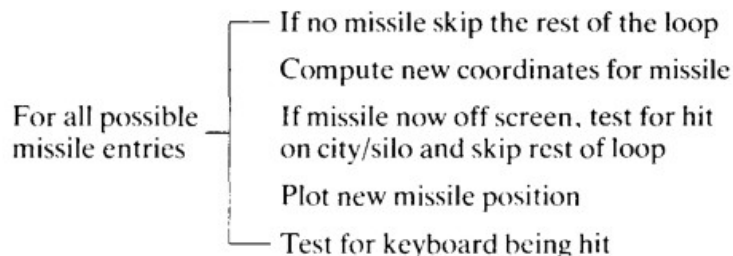 If no missile skip the rest of the loop
Compute new coordinates for missile
For all possible
missile entries
If missile now off screen, test for hit
on city/silo and skip rest of loop
Plot new missile position
Test for keyboard being hit